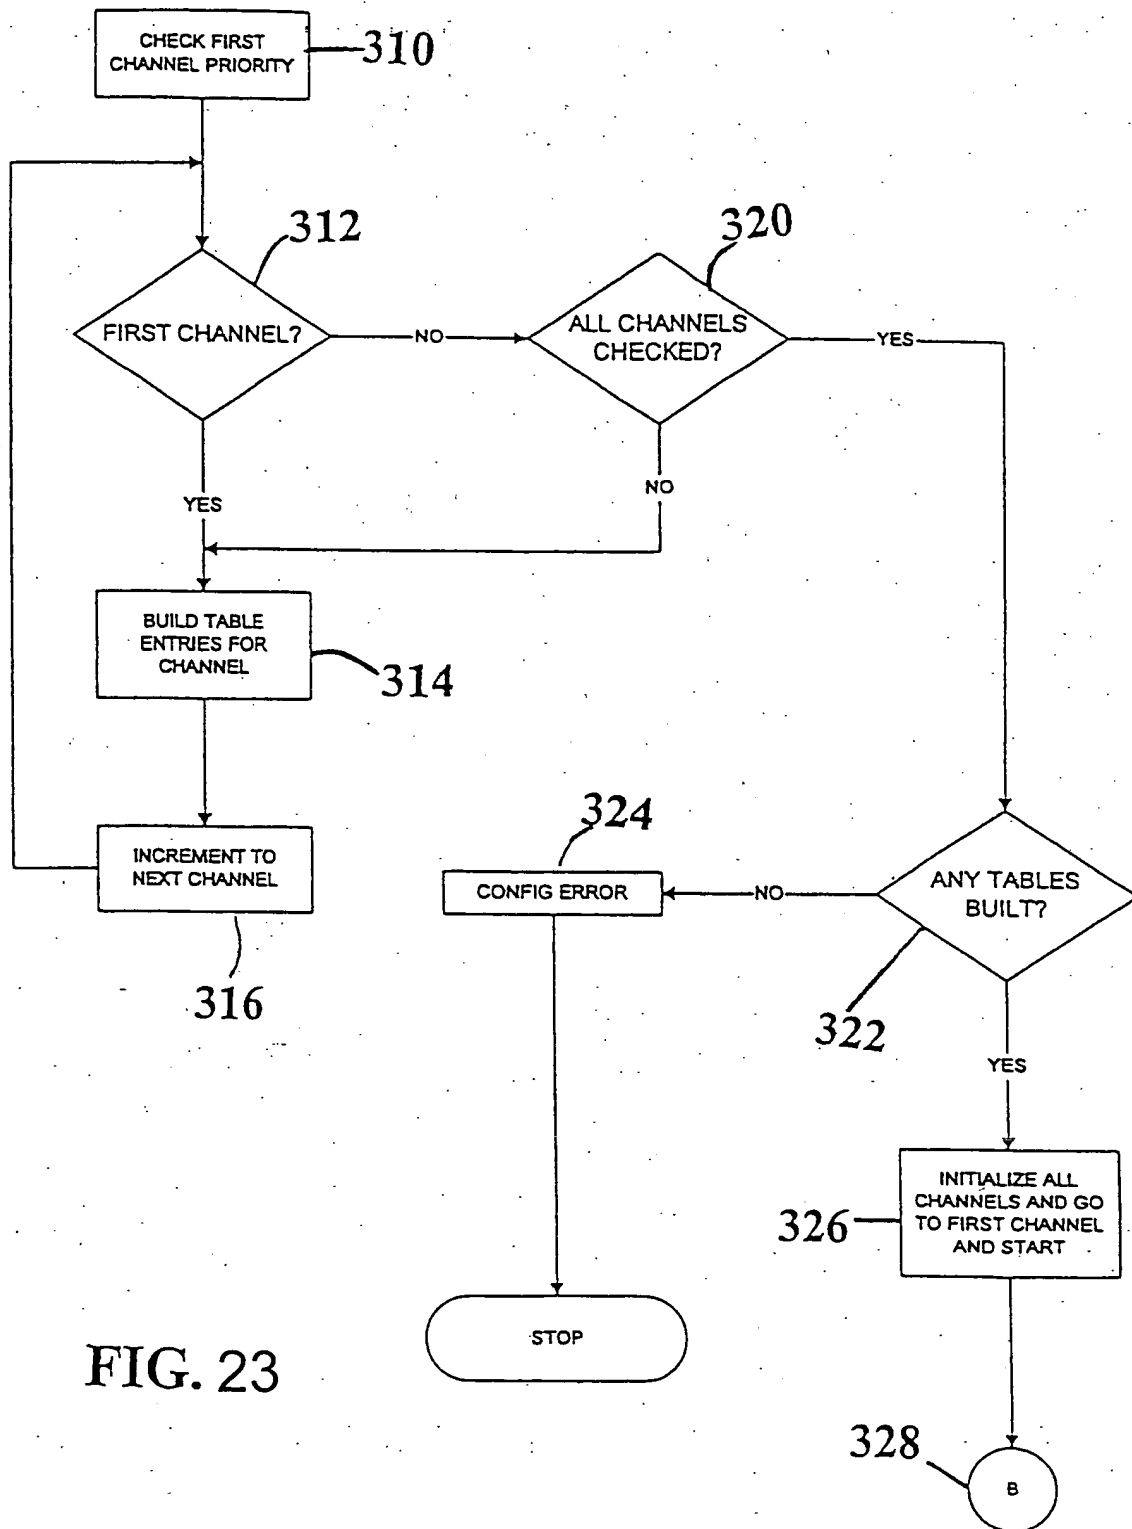 CHECK FIRST
CHANNEL PRIORITY
310
312
FIRST CHANNEL?
NO
320
ALL CHANNELS
CHECKED?
YES
YES
NO
BUILD TABLE
ENTRIES FOR
CHANNEL
314
INCREMENT TO
NEXT CHANNEL
316
324
CONFIG ERROR
NO
ANY TABLES
BUILT?
322
YES
INITIALIZE ALL
CHANNELS AND GO
TO FIRST CHANNEL
AND START
326
STOP
FIG. 23
328
B